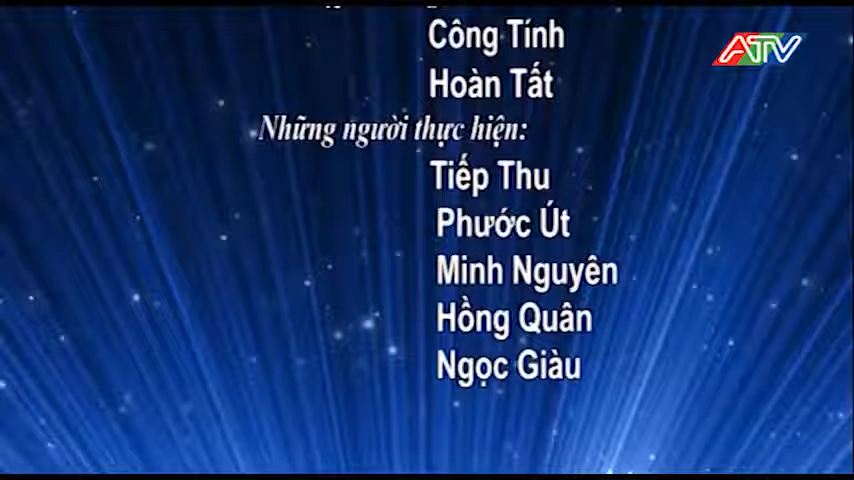 ATV
Công Tính
Hoàn Tất
Những người thực hiện:
Tiếp Thu
Phước Út
Minh Nguyên
Hồng Quân
Ngọc Giàu